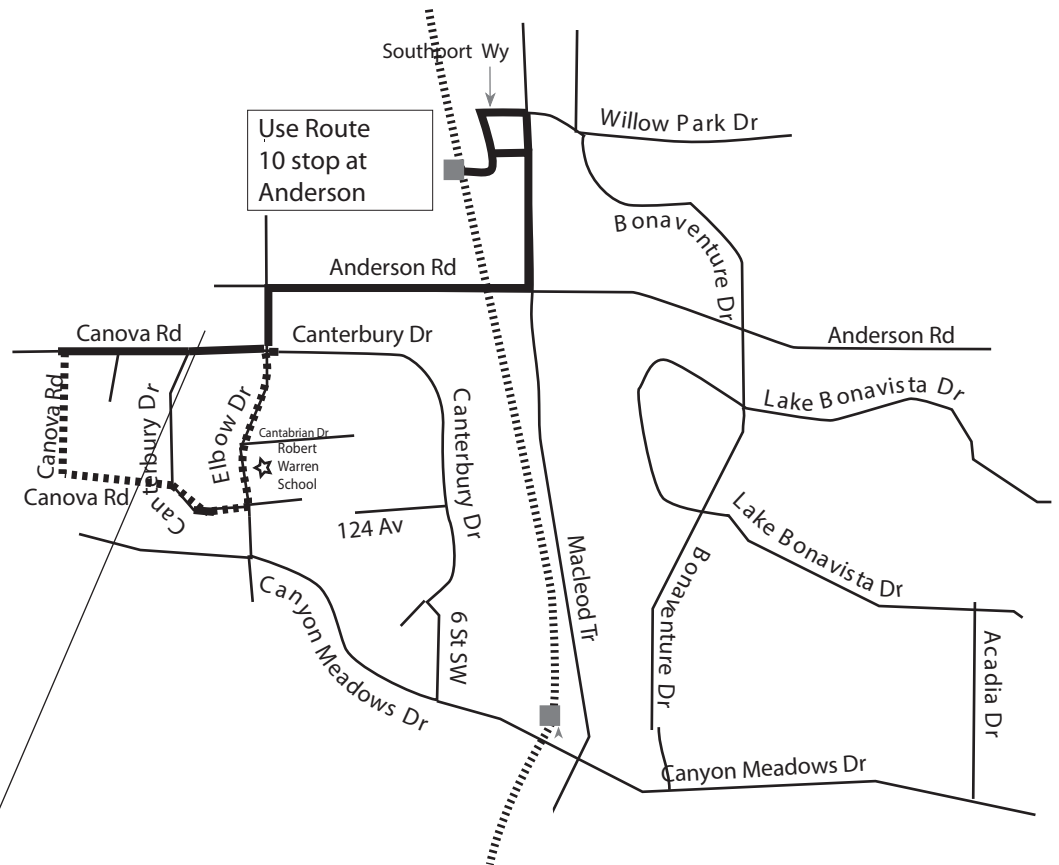 Southport Wy
Willow Park Dr
Use Route
10 stop at
Anderson
Bonaventure Dr
Anderson Rd
Canova Rd
Canterbury Dr
Anderson Rd
Canova Rd
Canterbury Dr
Elbow Dr
Canterbury Dr
Lake Bonavista Dr
Cantabrian Dr
Robert
Warren
School
Canova Rd
124 Av
Lake Bonavista Dr
Macleod Tr
Bonaventure Dr
Canyon Meadows Dr
6 St SW
Acadia Dr
Canyon Meadows Dr